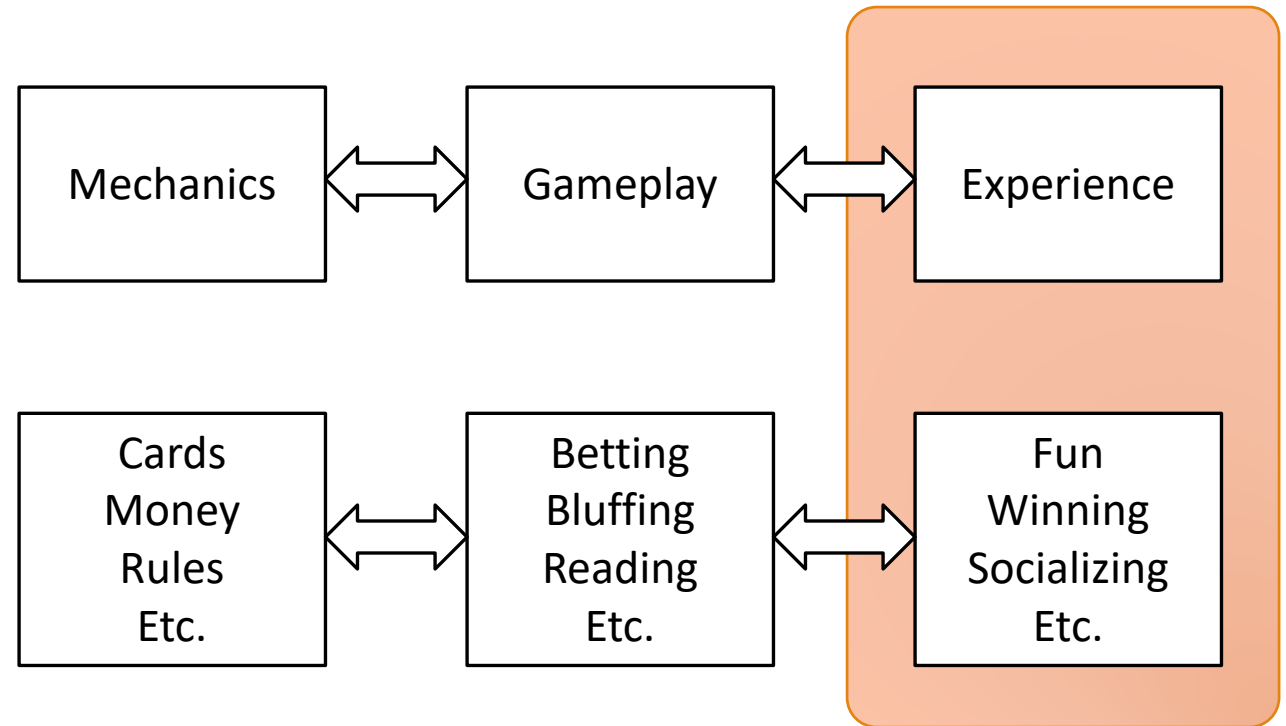 Mechanics
Gameplay
Experience
Cards
Money
Rules
Etc.
Betting
Bluffing
Reading
Etc.
Fun
Winning
Socializing
Etc.